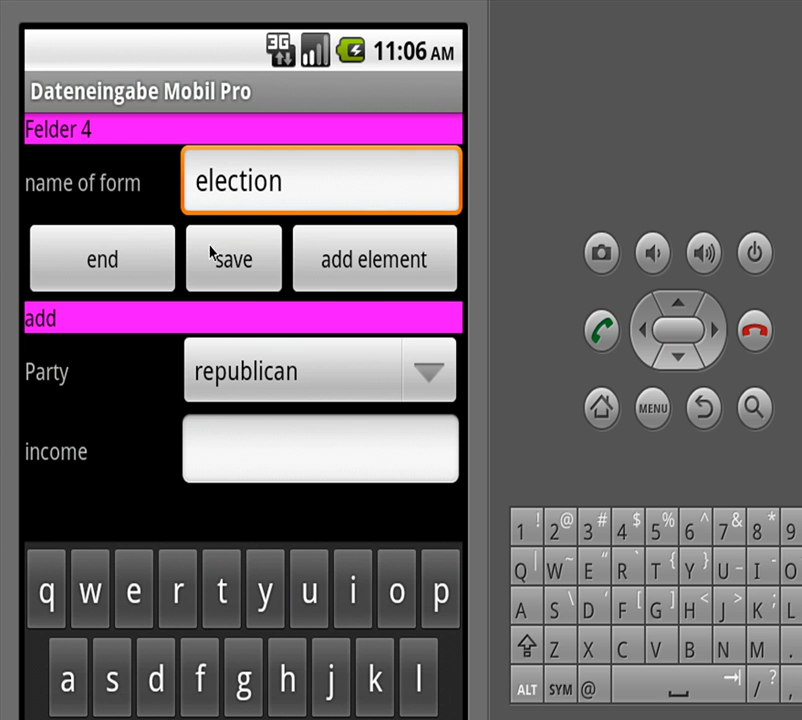 3G 11:06 AM
Dateneingabe Mobil Pro
Felder 4
name of form election
end save add element
add
Party republican
income
q w e r t y u i o p
a s d f g h j k l
MENU
1 ! 2 @ 3 # 4 $ 5 % 6 ^ 7 & 8 * 9
Q | W ~ E " R ` T { Y } U _ I - O
A S \ D ' F [ G ] H < J > K ; L
Z X C V B N M .
ALT SYM @ / ? ,